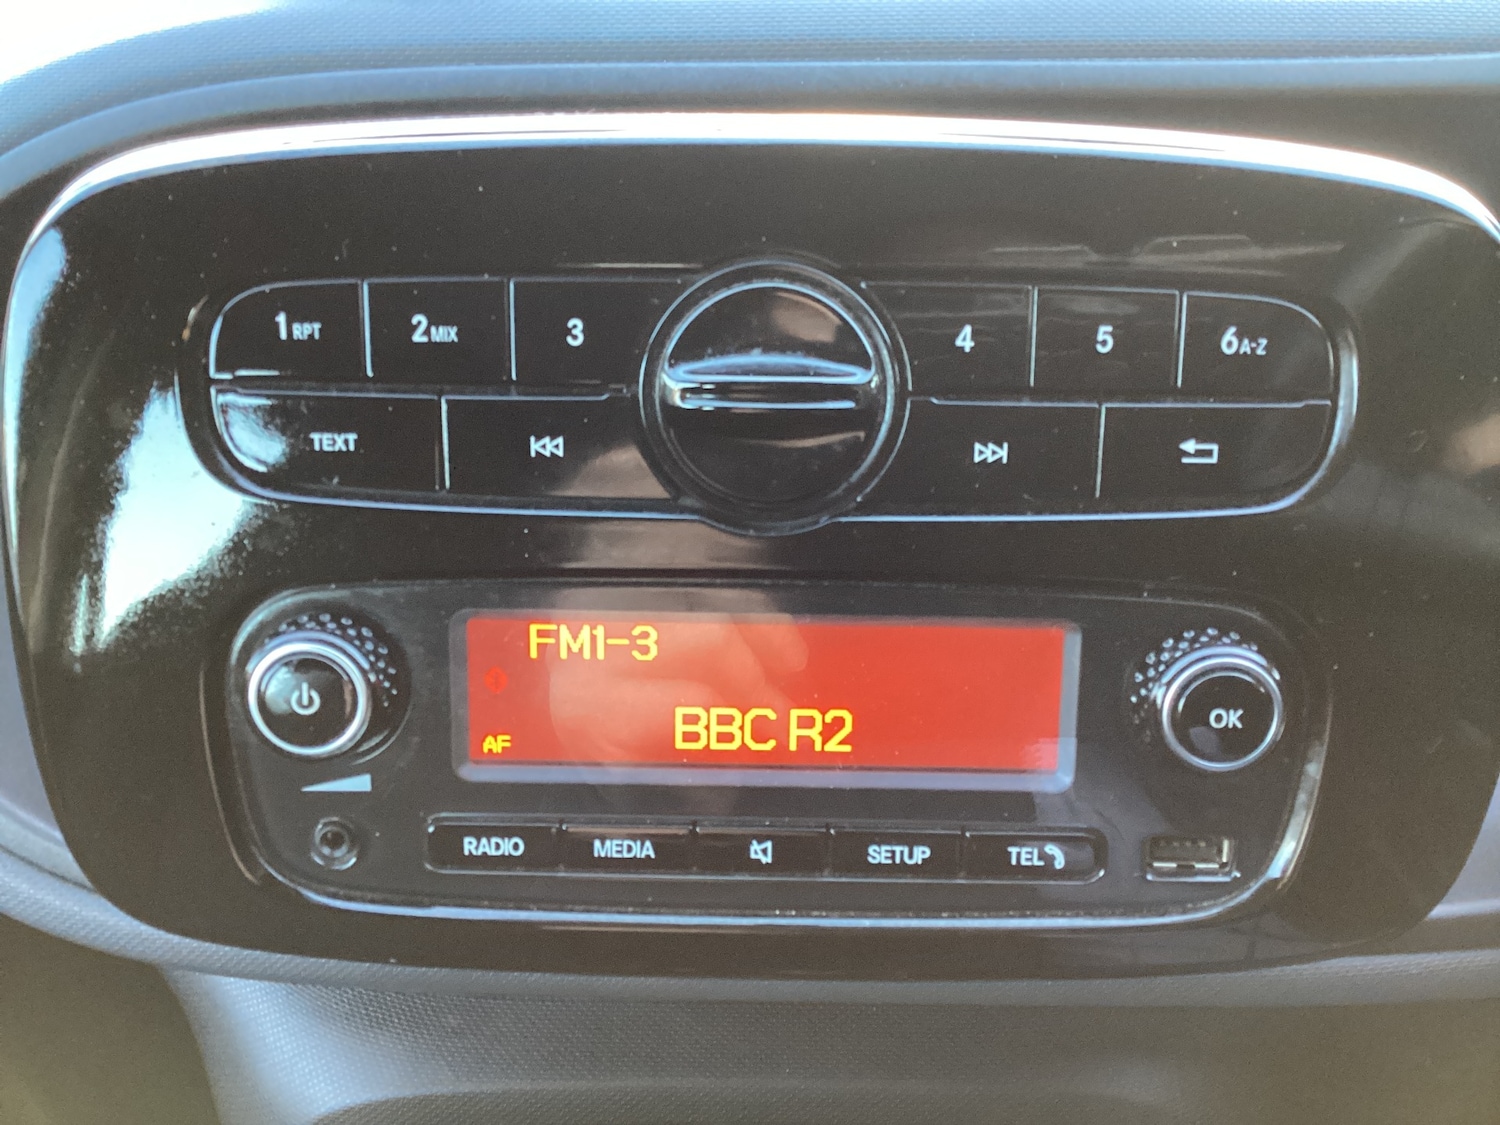 1RPT 2MIX 3 4 5 6A-Z
TEXT
FM1-3
AF BBC R2
OK
RADIO MEDIA SETUP TEL